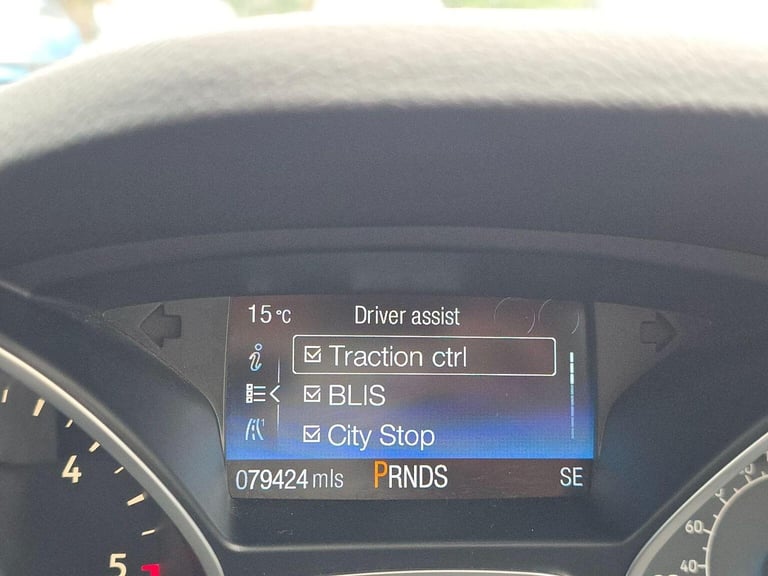 15°C Driver assist
Traction ctrl
BLIS
City Stop
079424 mls PRNDS SE
4
5
60
40